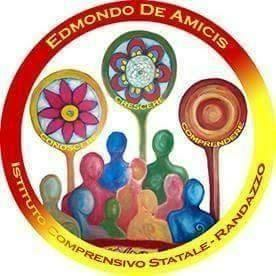 EDMONDO DE AMICIS
CONOSCERE
CRESCERE
COMPRENDERE
ISTITUTO COMPRENSIVO STATALE - RANDAZZO